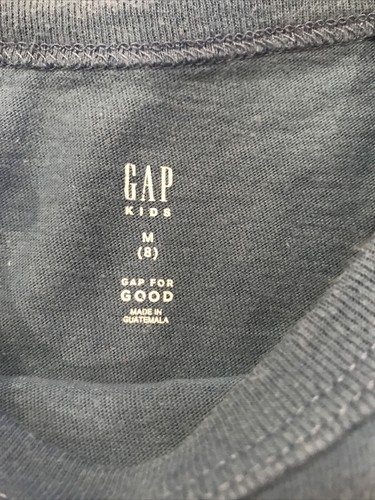 GAP
KIDS
M
(8)
GAP FOR
GOOD
MADE IN
GUATEMALA